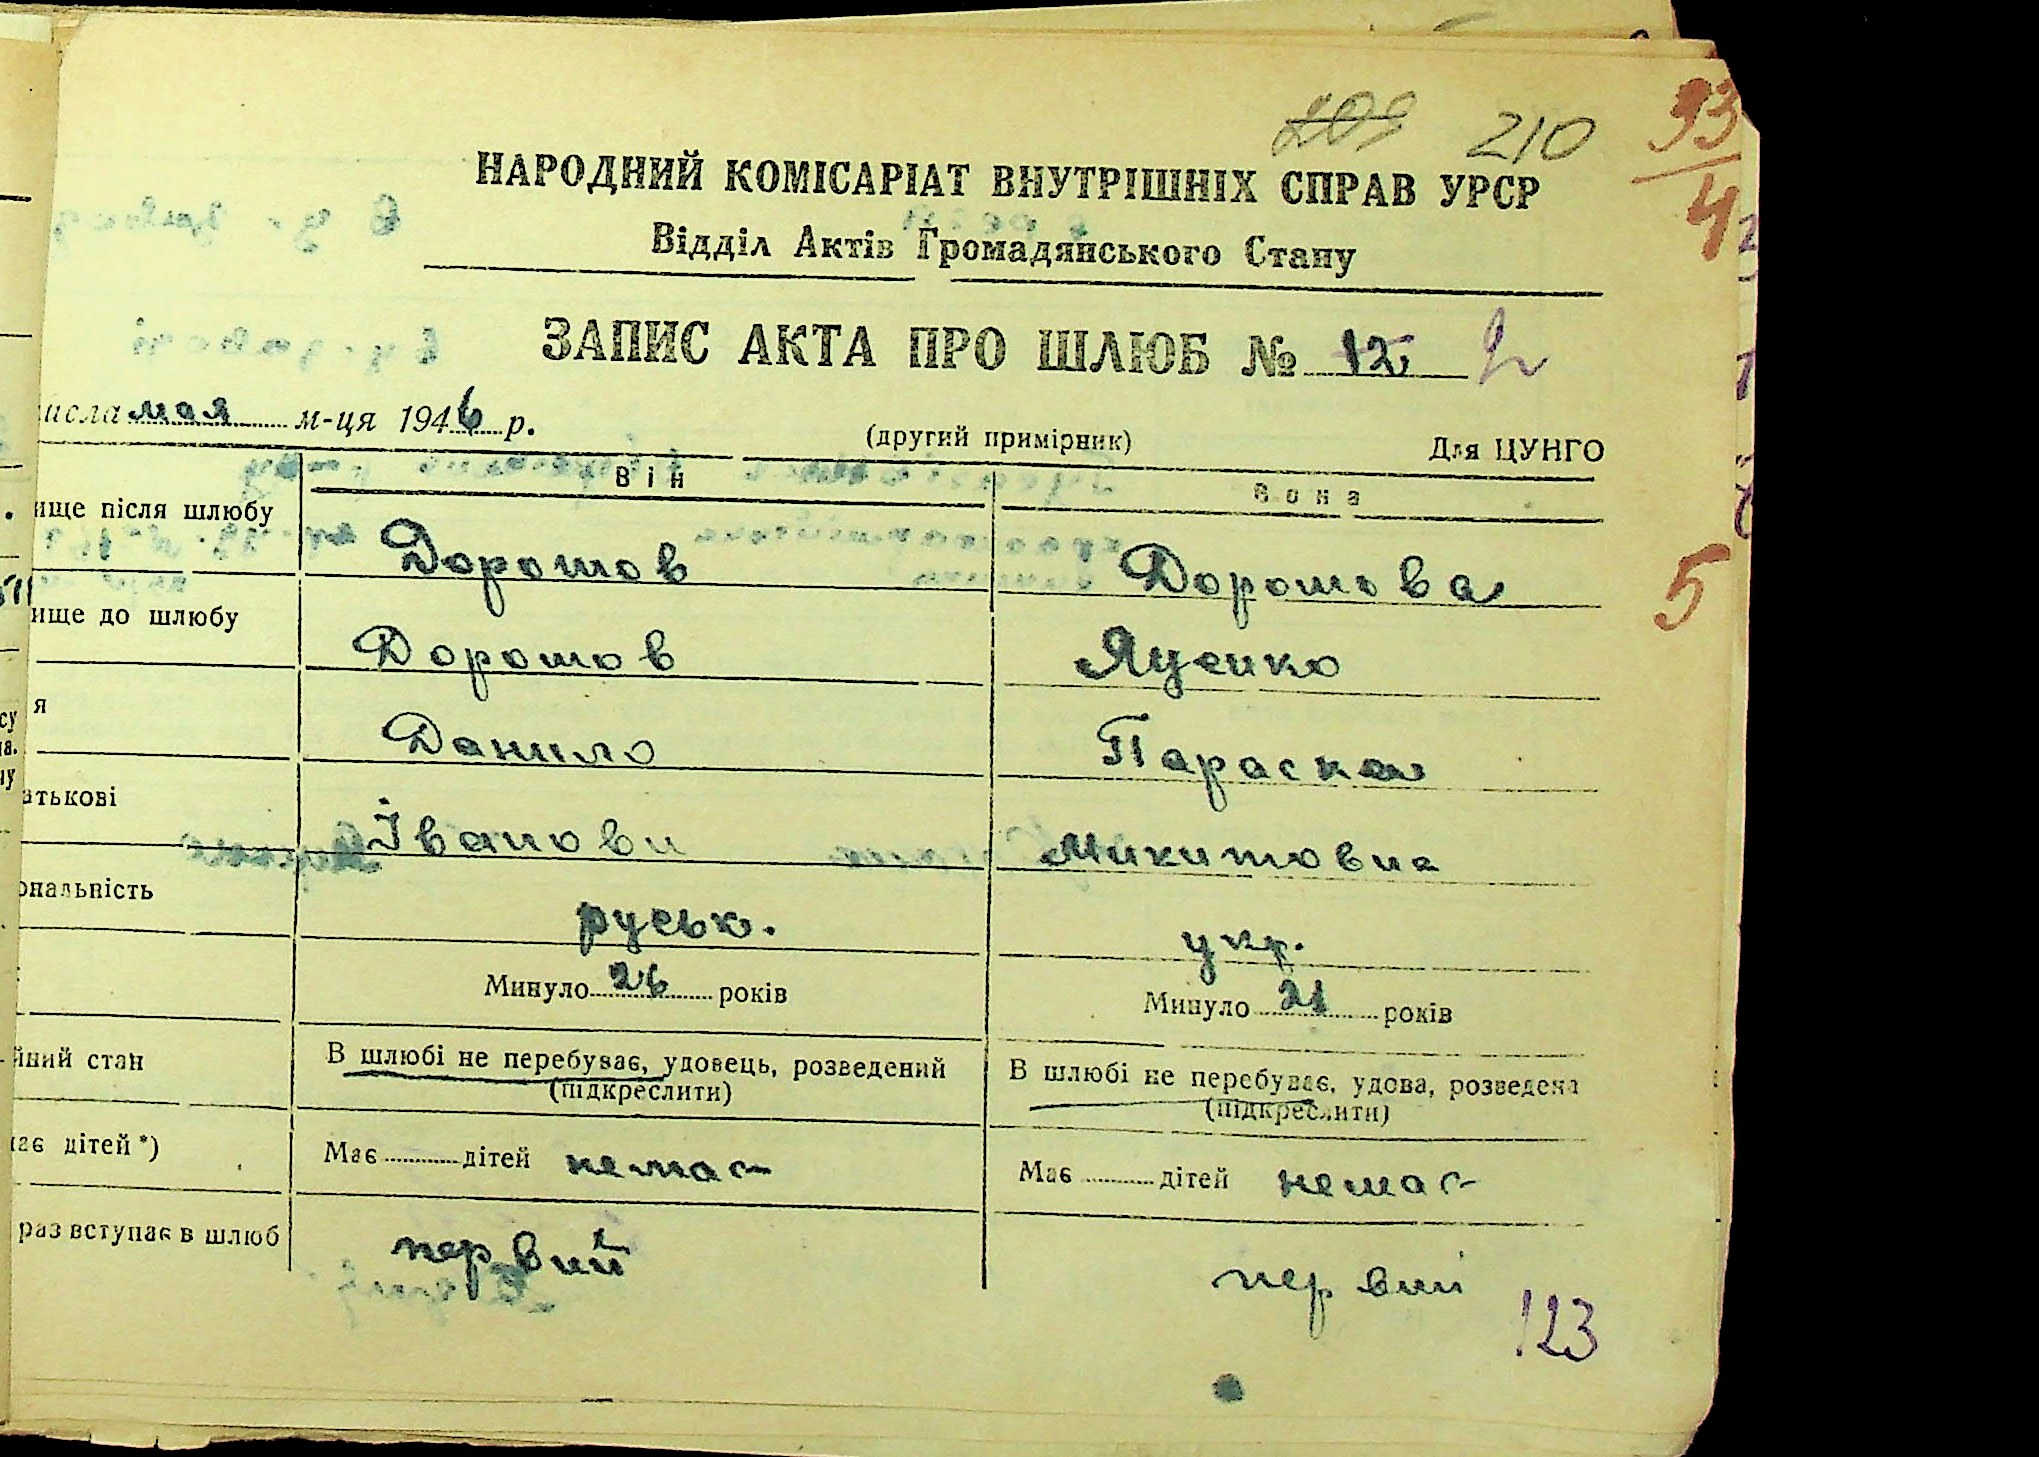 209 210 93/4
НАРОДНИЙ КОМІСАРІАТ ВНУТРІШНІХ СПРАВ УРСР
Відділ Актів Громадянського Стану
ЗАПИС АКТА ПРО ШЛЮБ № 12
исла мая м-ця 1946 р.
(другий примірник) Для ЦУНГО
Він Вона
ище після шлюбу Дорошов Дорошова
5
ище до шлюбу Дорошов Яценко
я Данило Параска
атькові Іванови Микитовна
ональність руськ. укр.
Минуло 26 років Минуло 21 років
йний стан В шлюбі не перебуває, удовець, розведений В шлюбі не перебуває, удова, розведена
(підкреслити) (підкреслити)
ає дітей*) Має дітей немає Має дітей немає
раз вступає в шлюб первий первий
123